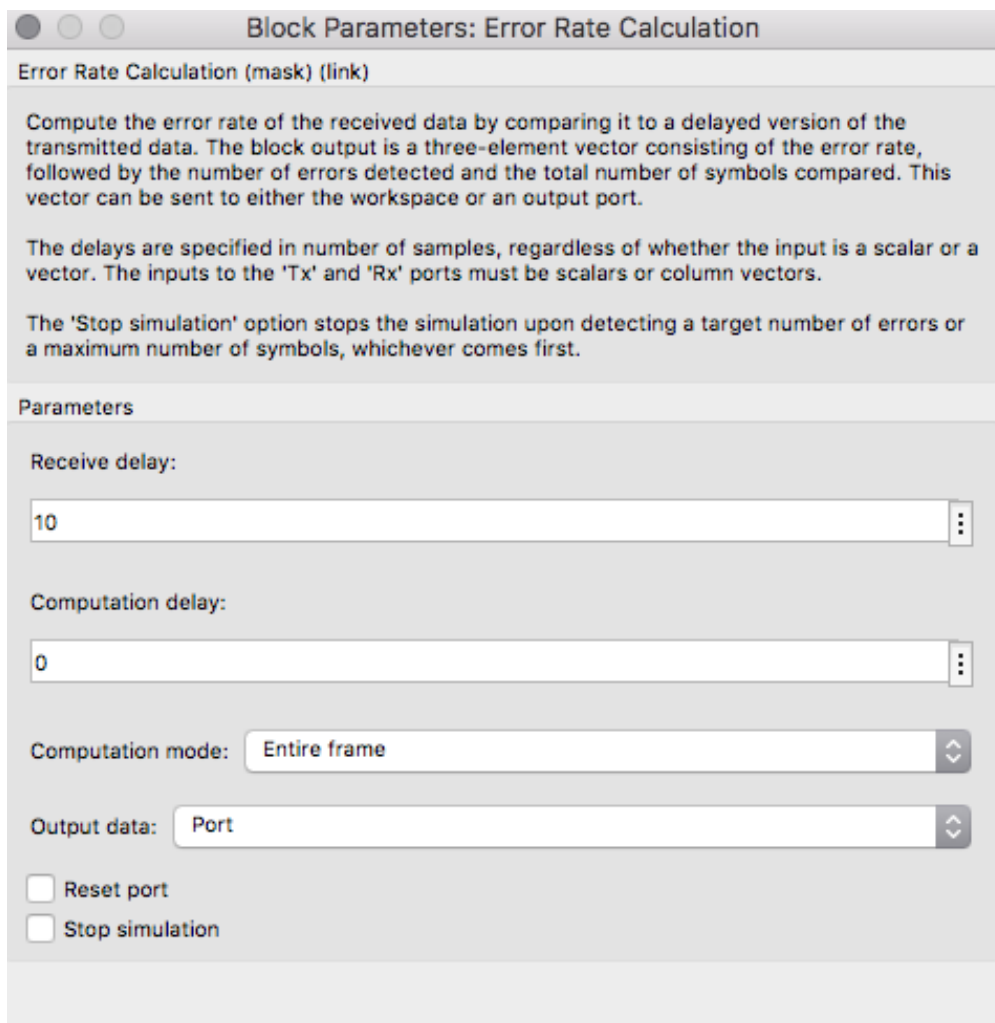 Block Parameters: Error Rate Calculation
Error Rate Calculation (mask) (link)
Compute the error rate of the received data by comparing it to a delayed version of the
transmitted data. The block output is a three-element vector consisting of the error rate,
followed by the number of errors detected and the total number of symbols compared. This
vector can be sent to either the workspace or an output port.
The delays are specified in number of samples, regardless of whether the input is a scalar or a
vector. The inputs to the 'Tx' and 'Rx' ports must be scalars or column vectors.
The 'Stop simulation' option stops the simulation upon detecting a target number of errors or
a maximum number of symbols, whichever comes first.
Parameters
Receive delay:
10
Computation delay:
0
Computation mode: Entire frame
Output data: Port
Reset port
Stop simulation